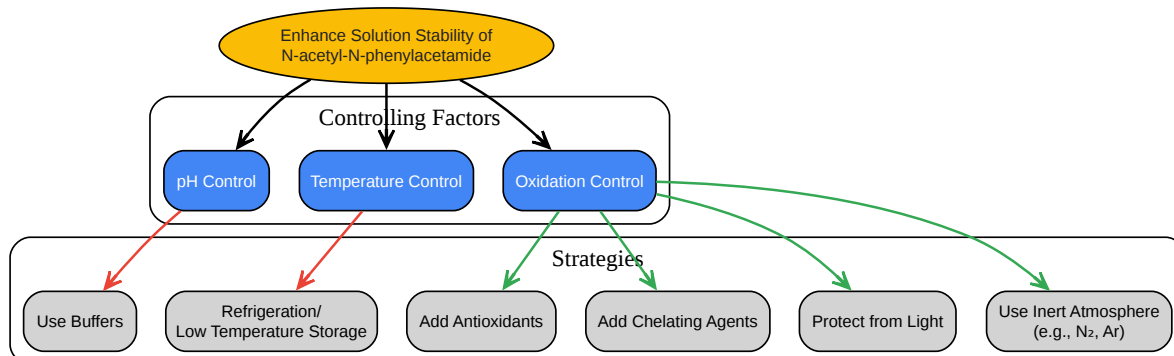 Enhance Solution Stability of
N-acetyl-N-phenylacetamide
Controlling Factors
pH Control
Temperature Control
Oxidation Control
Strategies
Use Buffers
Refrigeration/
Low Temperature Storage
Add Antioxidants
Add Chelating Agents
Protect from Light
Use Inert Atmosphere
(e.g., N₂, Ar)